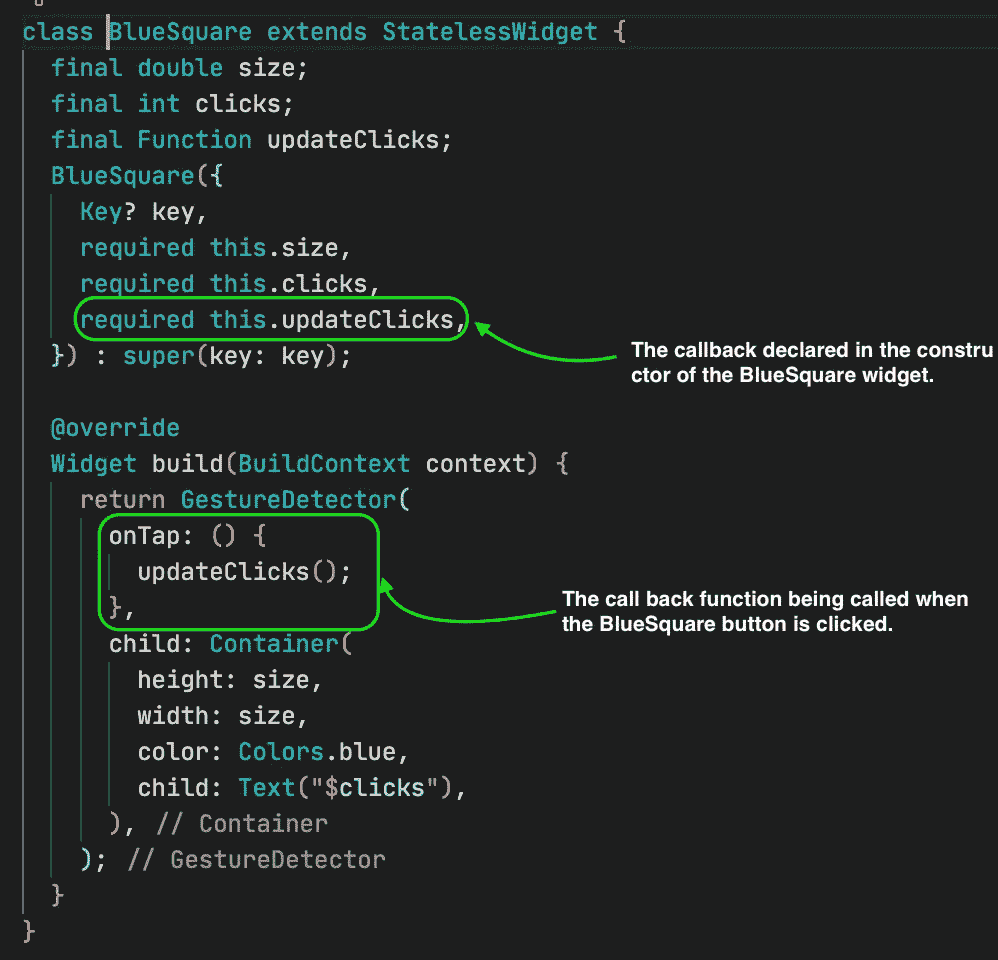 class BlueSquare extends StatelessWidget {
final double size;
final int clicks;
final Function updateClicks;
BlueSquare({
Key? key,
required this.size,
required this.clicks,
required this.updateClicks,
}) : super(key: key);
The callback declared in the constru
ctor of the BlueSquare widget.
@override
Widget build(BuildContext context) {
return GestureDetector(
onTap: () {
updateClicks();
},
The call back function being called when
the BlueSquare button is clicked.
child: Container(
height: size,
width: size,
color: Colors.blue,
child: Text("$clicks"),
), // Container
); // GestureDetector
}
}